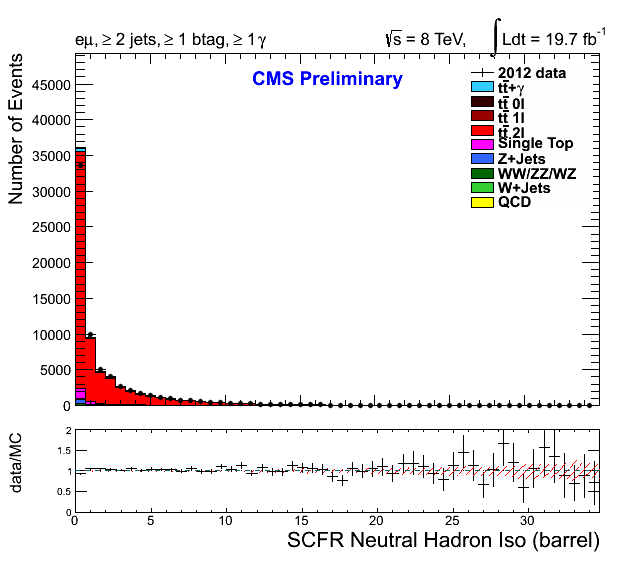 eμ, ≥ 2 jets, ≥ 1 btag, ≥ 1 γ
√s = 8 TeV, ∫ Ldt = 19.7 fb⁻¹
CMS Preliminary
Number of Events
45000
40000
35000
30000
25000
20000
15000
10000
5000
0
2012 data
tt̄+γ
tt̄ 0l
tt̄ 1l
tt̄ 2l
Single Top
Z+Jets
WW/ZZ/WZ
W+Jets
QCD
data/MC
2
1.5
1
0.5
0
0 5 10 15 20 25 30
SCFR Neutral Hadron Iso (barrel)